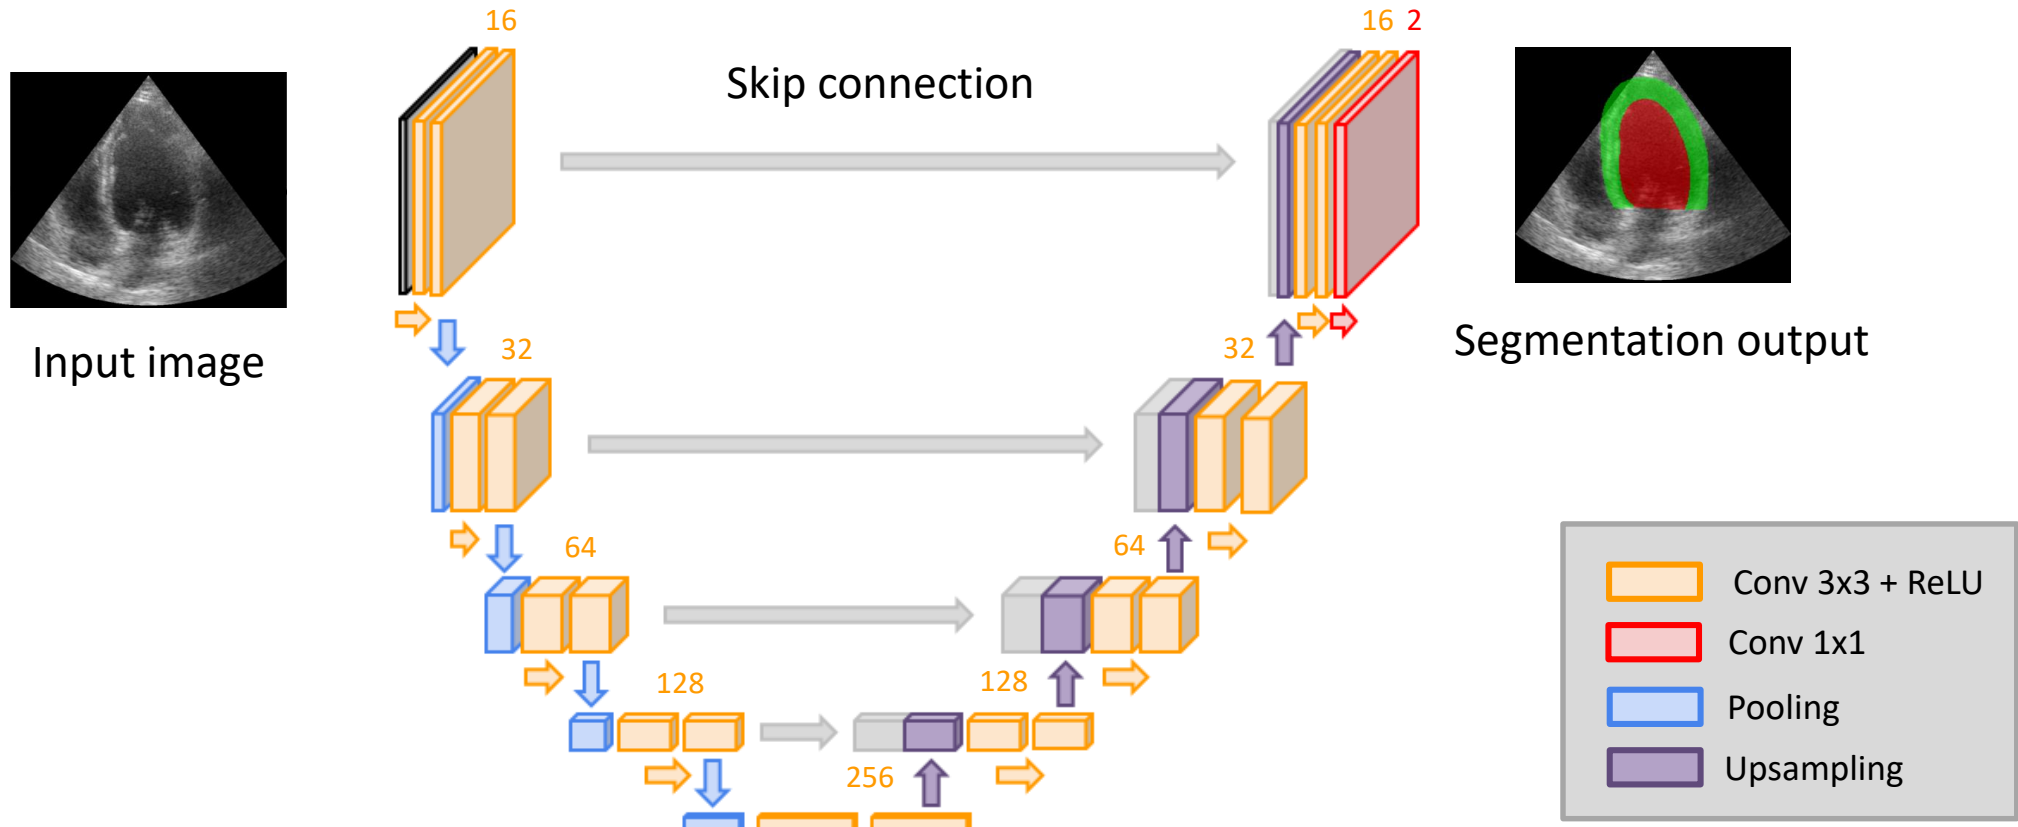 16
16 2
Skip connection
Input image
Segmentation output
32
32
64
64
128
128
256
Conv 3x3 + ReLU
Conv 1x1
Pooling
Upsampling